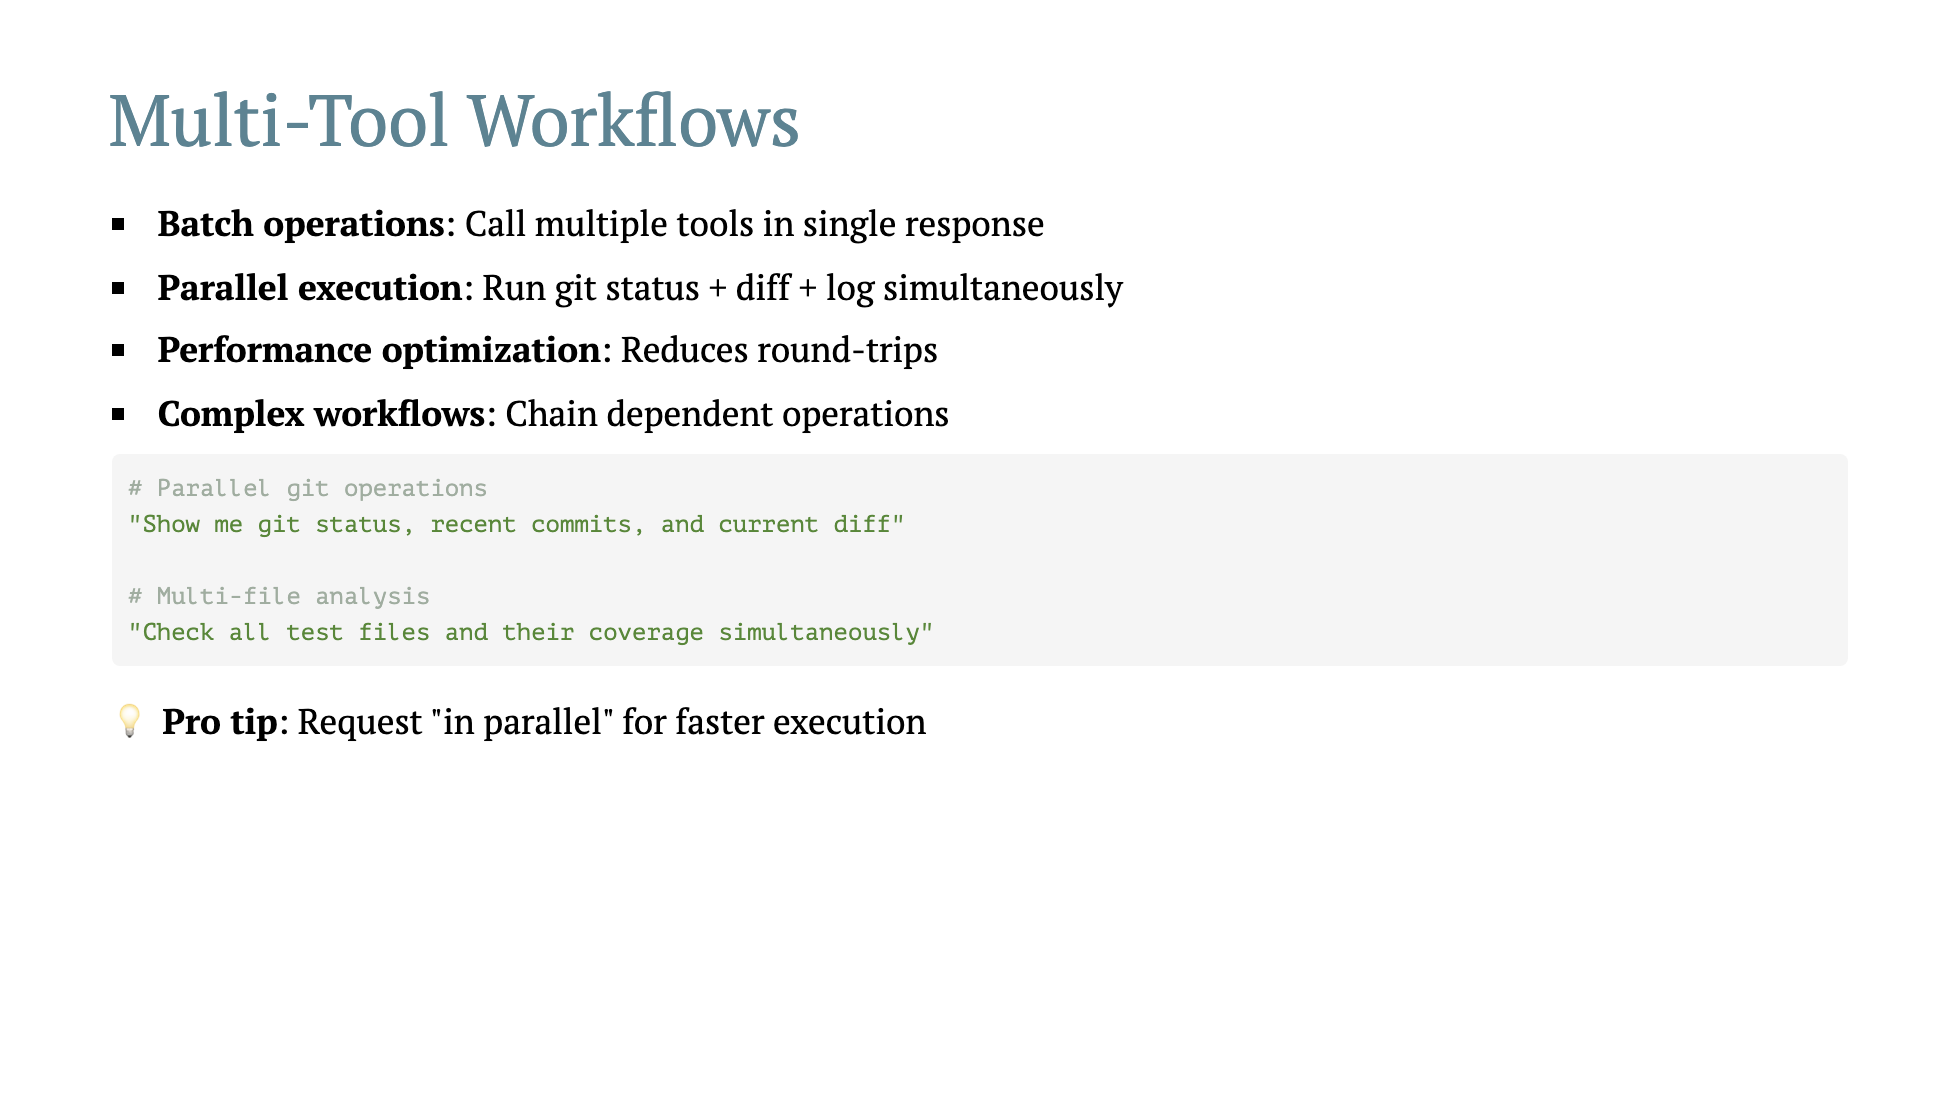 Multi-Tool Workflows
▪ Batch operations: Call multiple tools in single response
▪ Parallel execution: Run git status + diff + log simultaneously
▪ Performance optimization: Reduces round-trips
▪ Complex workflows: Chain dependent operations
# Parallel git operations
"Show me git status, recent commits, and current diff"
# Multi-file analysis
"Check all test files and their coverage simultaneously"
💡 Pro tip: Request "in parallel" for faster execution